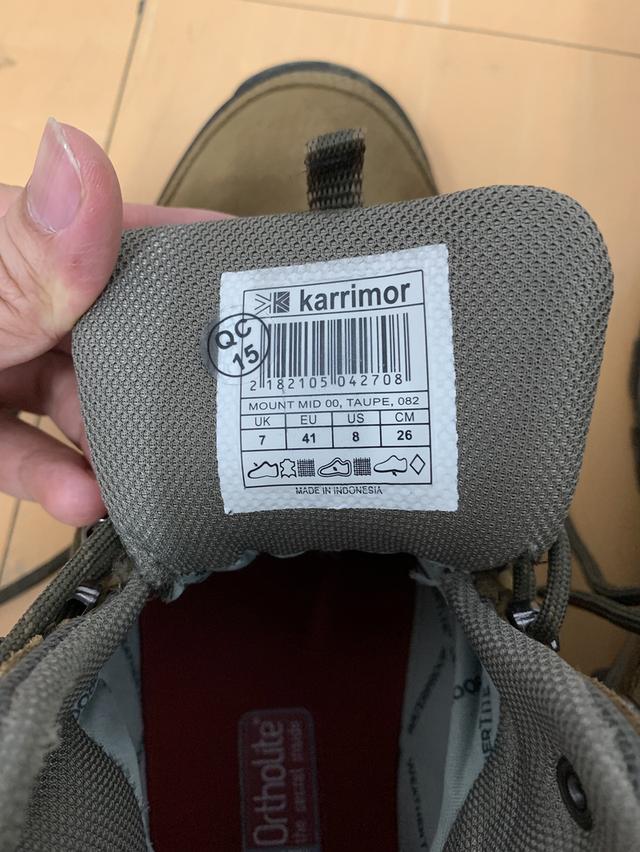 karrimor
QC
15
2 182105 042708
MOUNT MID 00, TAUPE, 082
UK EU US CM
7 41 8 26
MADE IN INDONESIA
Ortholite